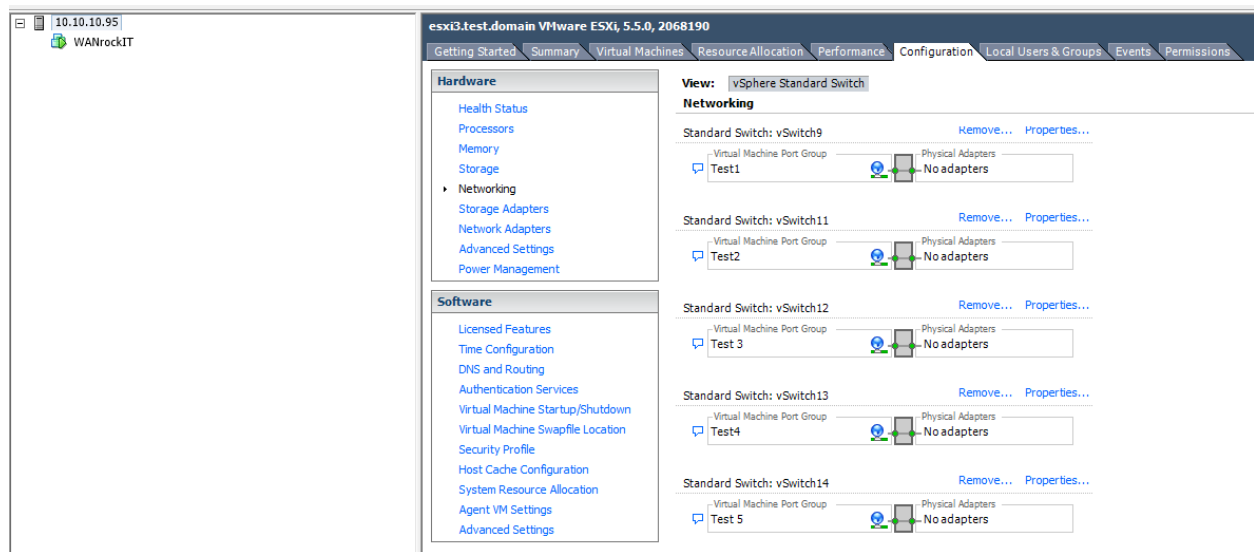 10.10.10.95
WANrockIT
esxi3.test.domain VMware ESXi, 5.5.0, 2068190
Getting Started Summary Virtual Machines Resource Allocation Performance Configuration Local Users & Groups Events Permissions
Hardware
Health Status
Processors
Memory
Storage
Networking
Storage Adapters
Network Adapters
Advanced Settings
Power Management
Software
Licensed Features
Time Configuration
DNS and Routing
Authentication Services
Virtual Machine Startup/Shutdown
Virtual Machine Swapfile Location
Security Profile
Host Cache Configuration
System Resource Allocation
Agent VM Settings
Advanced Settings
View: vSphere Standard Switch
Networking
Standard Switch: vSwitch9 Remove... Properties...
Virtual Machine Port Group Physical Adapters
Test1 No adapters
Standard Switch: vSwitch11 Remove... Properties...
Virtual Machine Port Group Physical Adapters
Test2 No adapters
Standard Switch: vSwitch12 Remove... Properties...
Virtual Machine Port Group Physical Adapters
Test 3 No adapters
Standard Switch: vSwitch13 Remove... Properties...
Virtual Machine Port Group Physical Adapters
Test4 No adapters
Standard Switch: vSwitch14 Remove... Properties...
Virtual Machine Port Group Physical Adapters
Test 5 No adapters